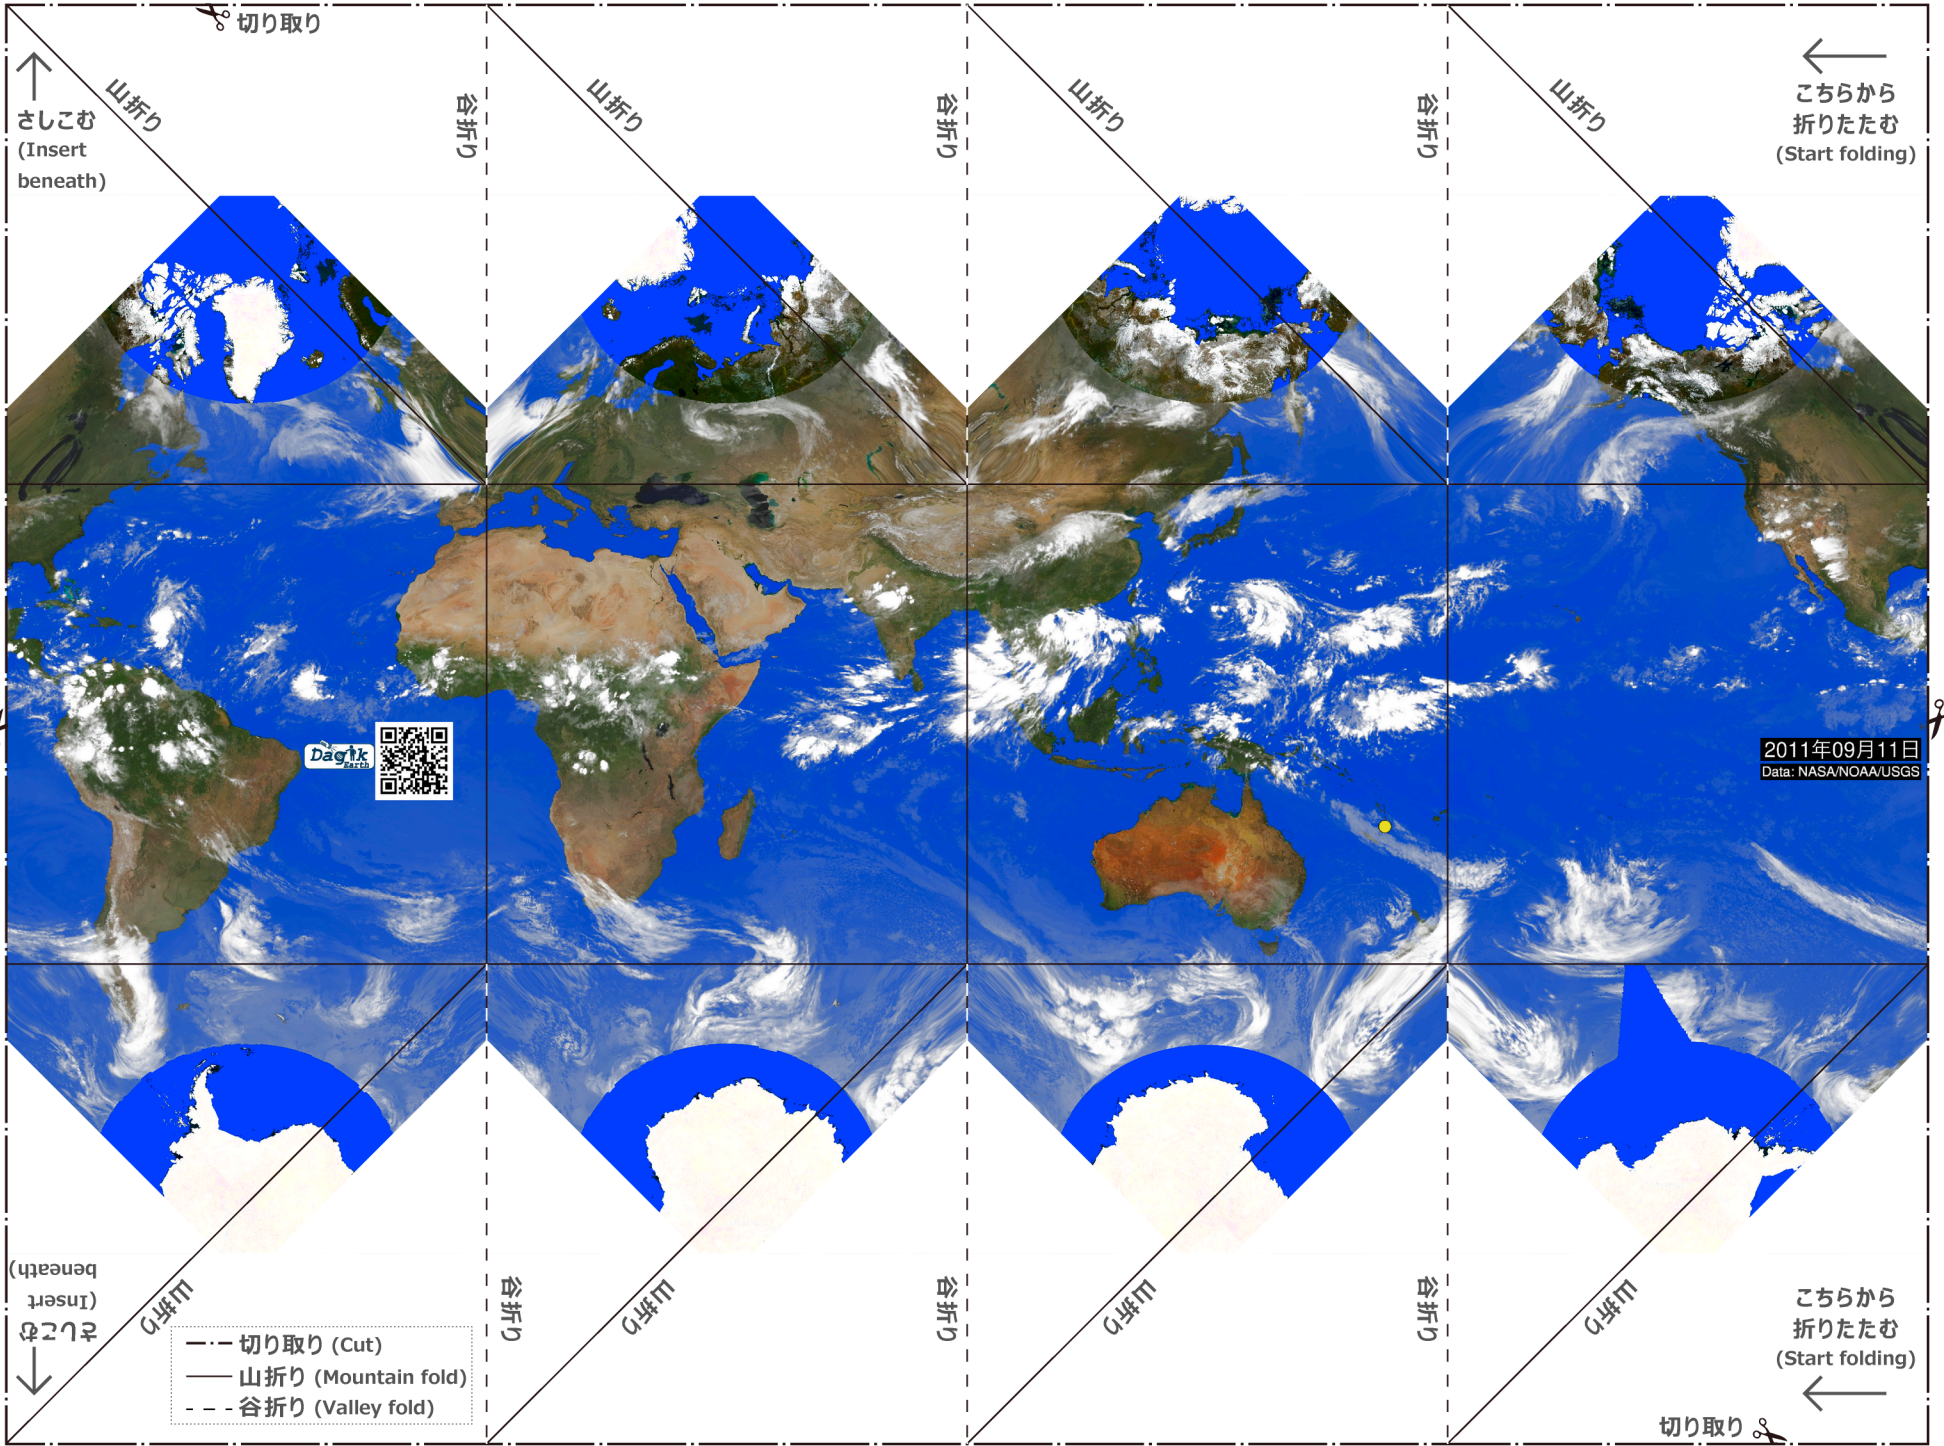 切り取り
山折り
谷折り
山折り
谷折り
山折り
谷折り
山折り
こちらから
折りたたむ
(Start folding)
さしこむ
(Insert
beneath)
Dagik
Earth
2011年09月11日
Data: NASA/NOAA/USGS
さしこむ
(Insert
beneath)
山折り
谷折り
山折り
谷折り
山折り
谷折り
山折り
こちらから
折りたたむ
(Start folding)
切り取り (Cut)
山折り (Mountain fold)
谷折り (Valley fold)
切り取り